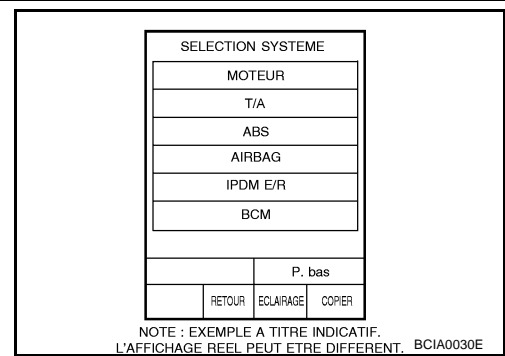 SELECTION SYSTEME
MOTEUR
T/A
ABS
AIRBAG
IPDM E/R
BCM
P. bas
RETOUR ECLAIRAGE COPIER
NOTE : EXEMPLE A TITRE INDICATIF.
L'AFFICHAGE REEL PEUT ETRE DIFFERENT. BCIA0030E